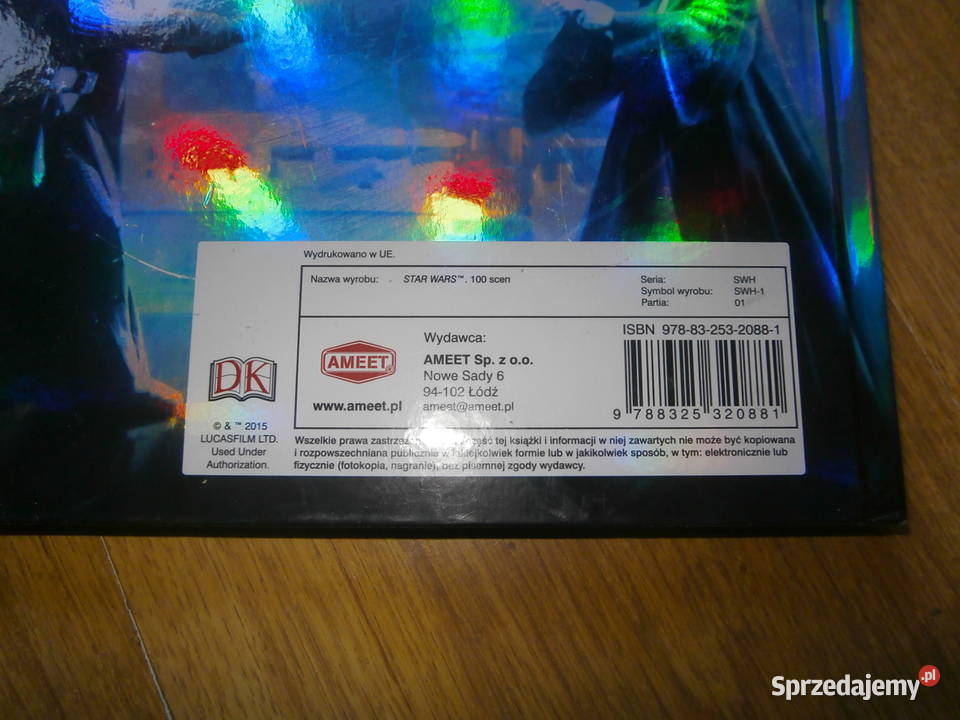 Wydrukowano w UE.
Nazwa wyrobu: STAR WARS™. 100 scen
Seria: SWH
Symbol wyrobu: SWH-1
Partia: 01
DK
© & ™ 2015
LUCASFILM LTD.
Used Under
Authorization.
AMEET
www.ameet.pl
Wydawca:
AMEET Sp. z o.o.
Nowe Sady 6
94-102 Łódź
ameet@ameet.pl
ISBN 978-83-253-2088-1
9 788325 320881
Wszelkie prawa zastrzeżone. część tej książki i informacji w niej zawartych nie może być kopiowana
i rozpowszechniana publicznie w jakiejkolwiek formie lub w jakikolwiek sposób, w tym: elektronicznie lub
fizycznie (fotokopia, nagranie), bez pisemnej zgody wydawcy.
Sprzedajemy.pl